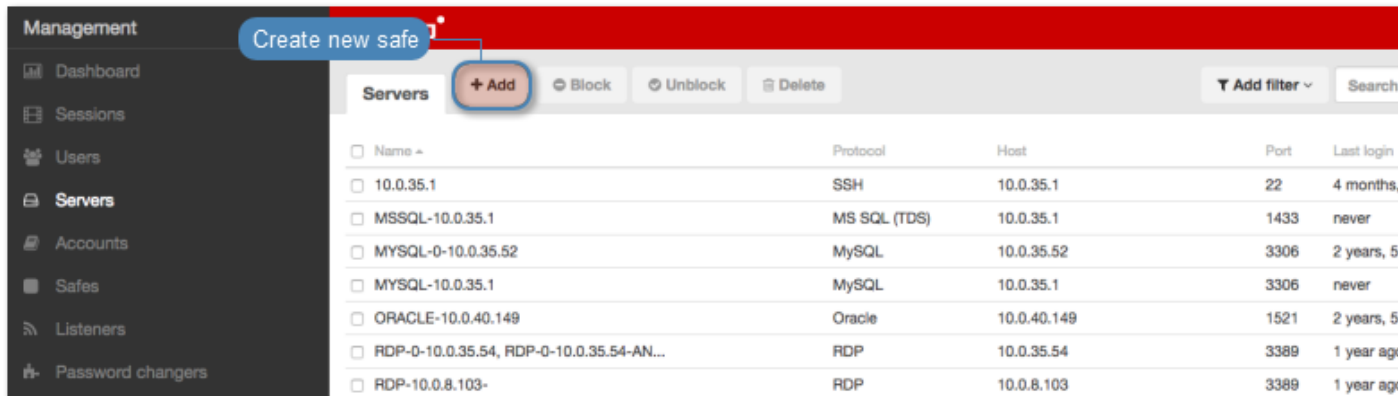 Management
Create new safe
Dashboard
Sessions
Users
Servers
Accounts
Safes
Listeners
Password changers
Servers + Add Block Unblock Delete Add filter Search
Name Protocol Host Port Last login
10.0.35.1 SSH 10.0.35.1 22 4 months,
MSSQL-10.0.35.1 MS SQL (TDS) 10.0.35.1 1433 never
MYSQL-0-10.0.35.52 MySQL 10.0.35.52 3306 2 years, 5
MYSQL-10.0.35.1 MySQL 10.0.35.1 3306 never
ORACLE-10.0.40.149 Oracle 10.0.40.149 1521 2 years, 5
RDP-0-10.0.35.54, RDP-0-10.0.35.54-AN... RDP 10.0.35.54 3389 1 year ago
RDP-10.0.8.103- RDP 10.0.8.103 3389 1 year ago